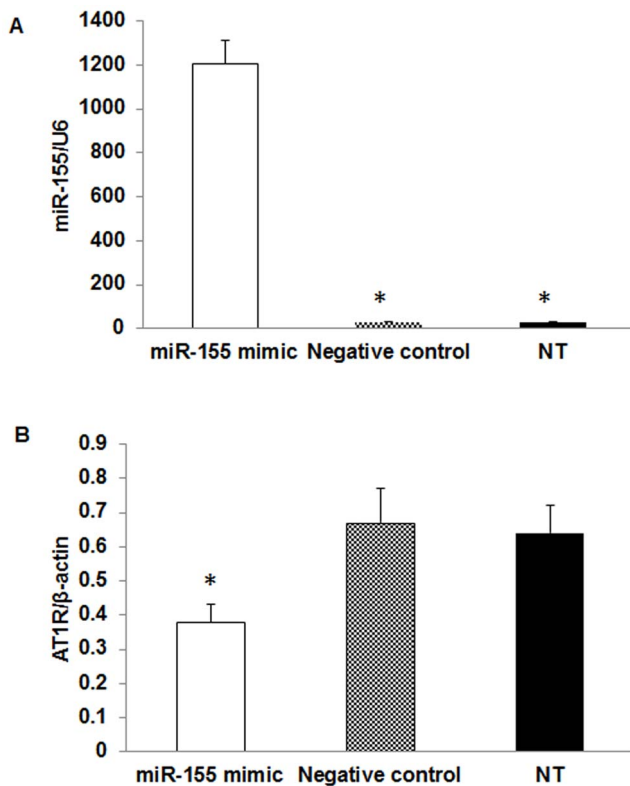 A
1400
1200
1000
800
600
400
200
0
miR-155/U6
*
*
miR-155 mimic
Negative control
NT
B
0.9
0.8
0.7
0.6
0.5
0.4
0.3
0.2
0.1
0
AT1R/β-actin
*
miR-155 mimic
Negative control
NT